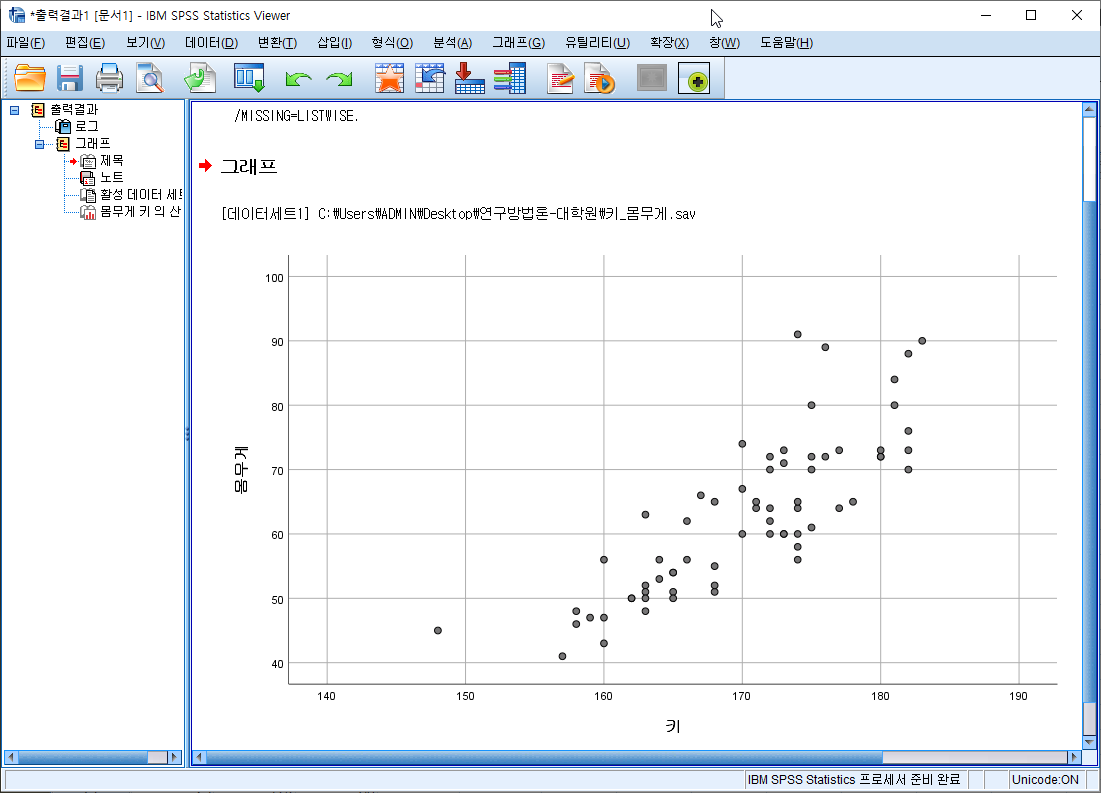 *출력결과1 [문서1] - IBM SPSS Statistics Viewer
파일(F) 편집(E) 보기(V) 데이터(D) 변환(T) 삽입(I) 형식(O) 분석(A) 그래프(G) 유틸리티(U) 확장(X) 창(W) 도움말(H)
출력결과
로그
그래프
제목
노트
활성 데이터 세트
몸무게 키 의 산
/MISSING=LISTWISE.
그래프
[데이터세트1] C:\Users\ADMIN\Desktop\연구방법론-대학원\키_몸무게.sav
100
90
80
70
60
50
40
몸무게
140 150 160 170 180 190
키
IBM SPSS Statistics 프로세서 준비 완료 Unicode:ON